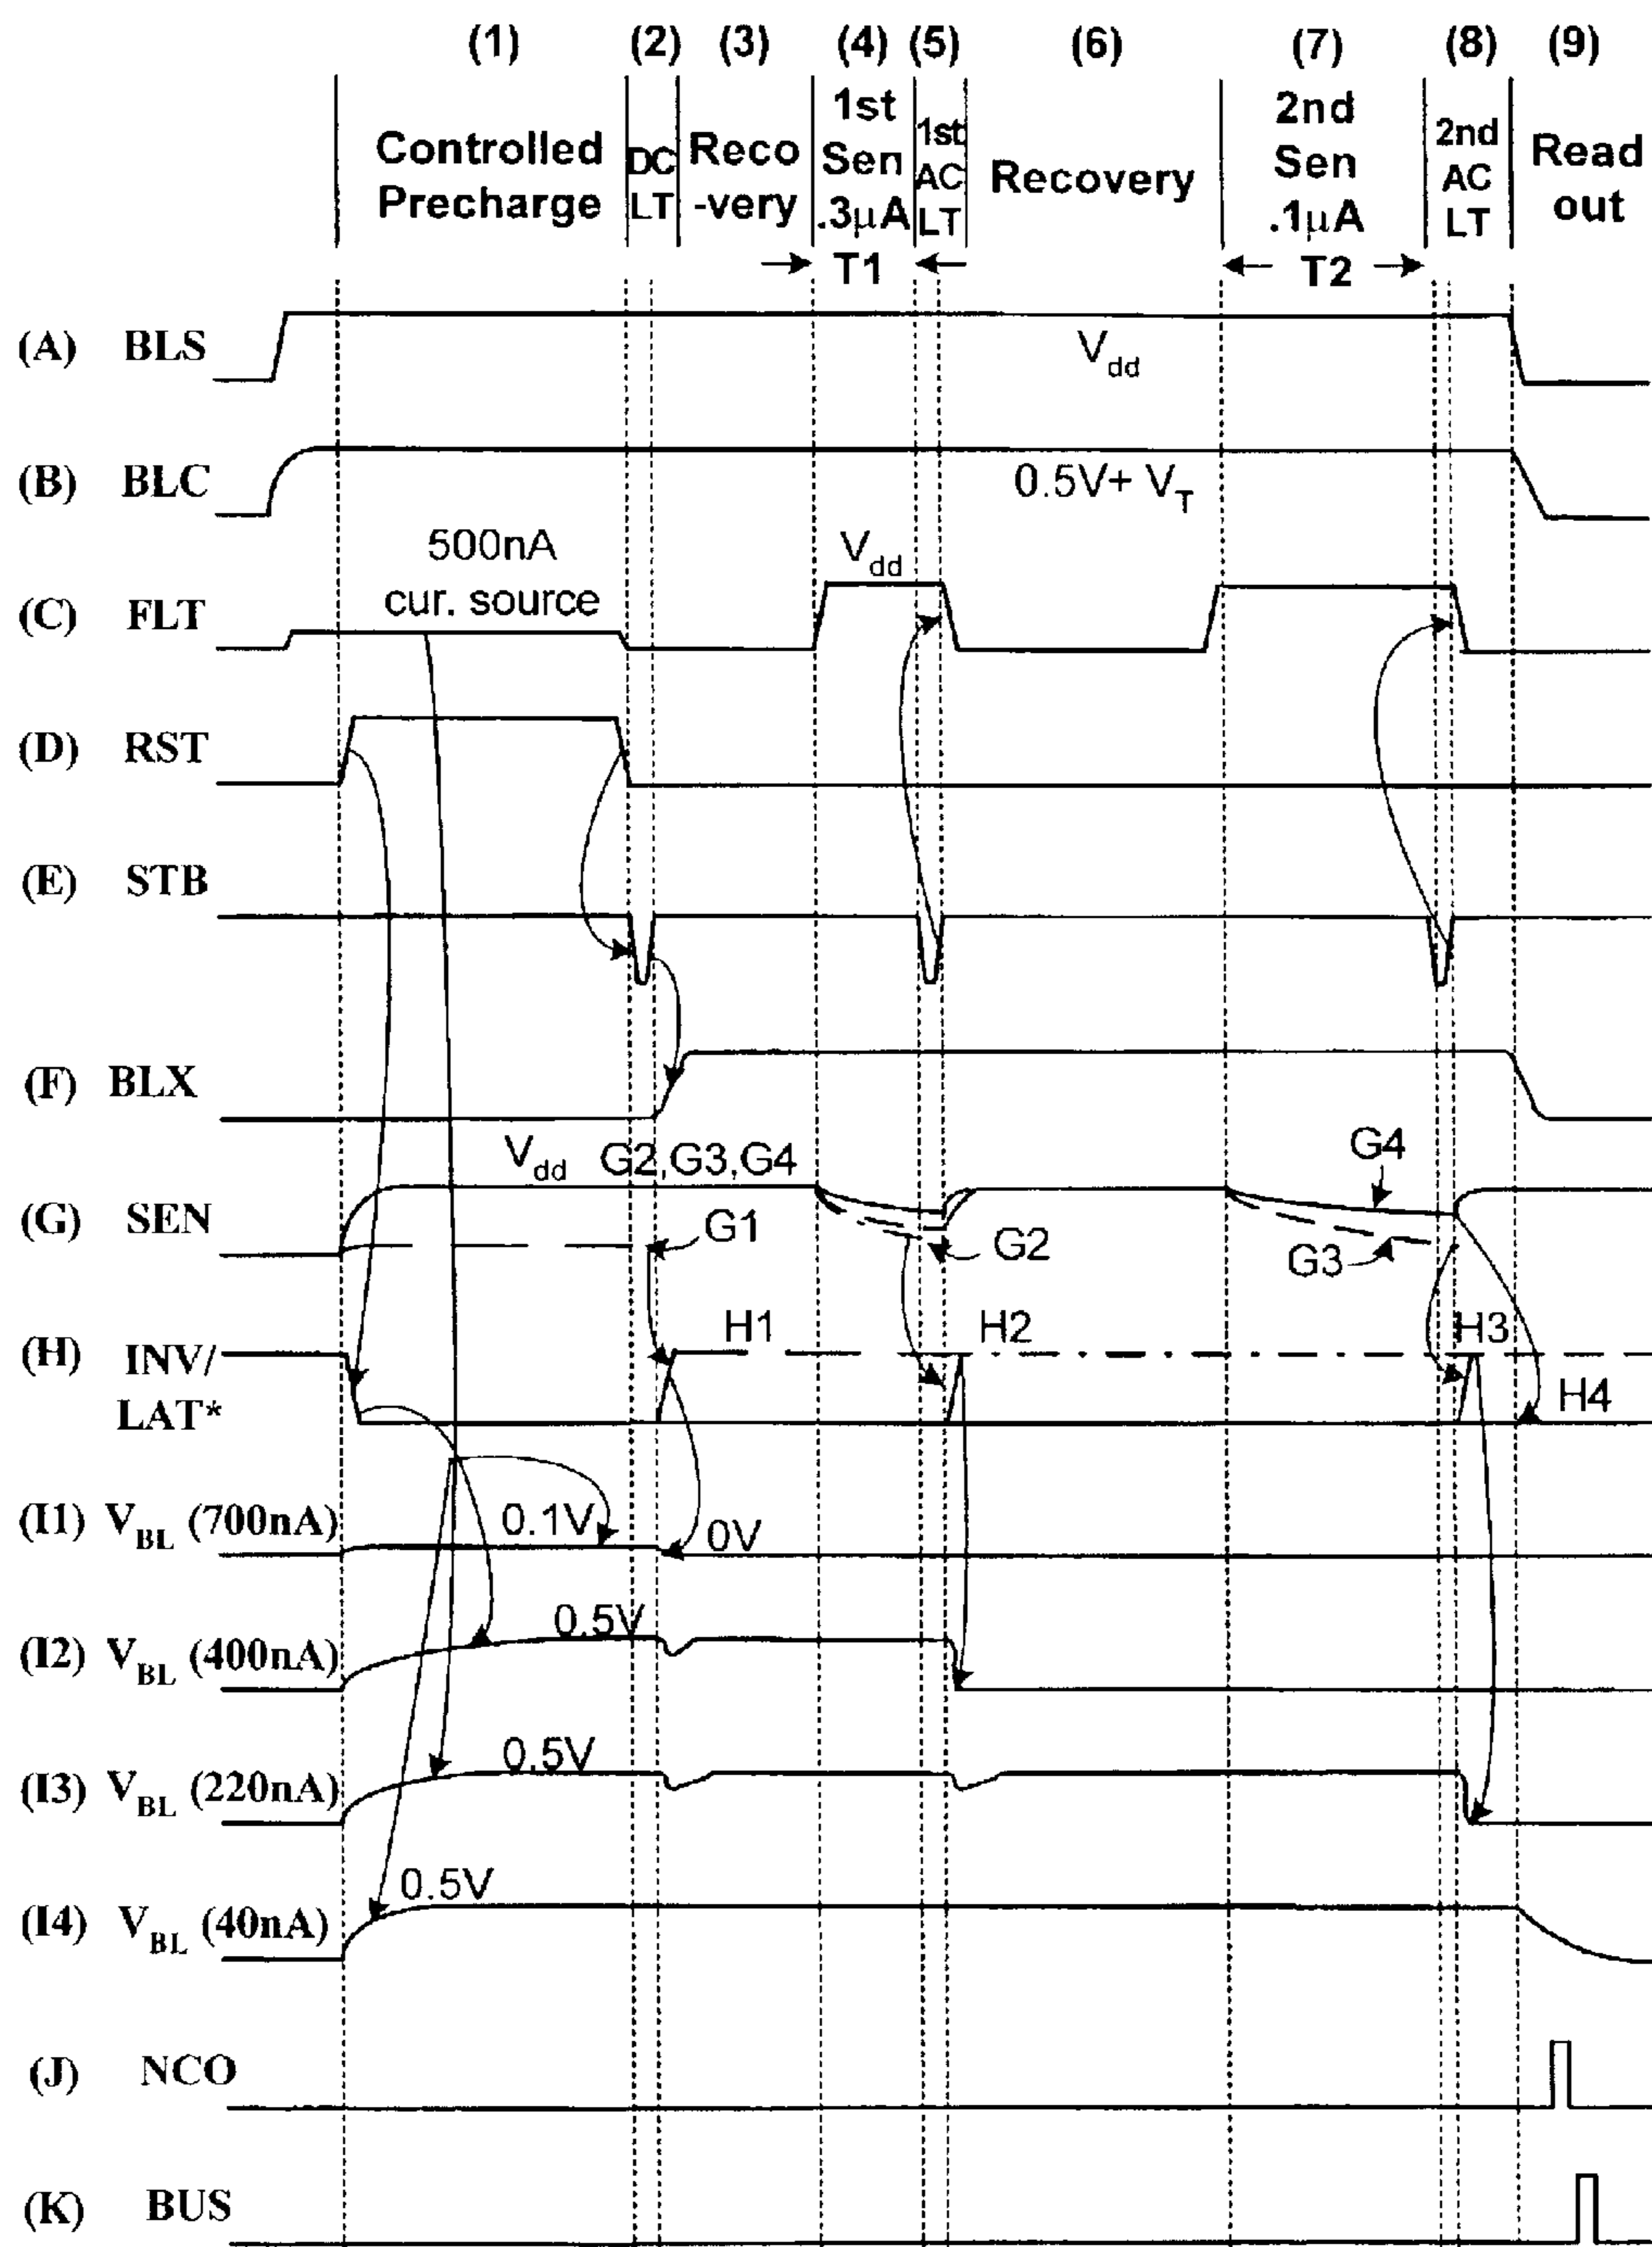 (1) (2) (3) (4) (5) (6) (7) (8) (9)
Controlled
Precharge
DC
LT
Reco
-very
1st
Sen
.3μA
T1
1st
AC
LT
Recovery
2nd
Sen
.1μA
T2
2nd
AC
LT
Read
out
(A) BLS
Vdd
(B) BLC
0.5V+ VT
500nA
cur. source
Vdd
(C) FLT
(D) RST
(E) STB
(F) BLX
Vdd G2,G3,G4
G4
(G) SEN
G1
G2
G3
H1
H2
H3
(H) INV/
LAT*
H4
(I1) VBL (700nA)
0.1V
0V
(I2) VBL (400nA)
0.5V
(I3) VBL (220nA)
0.5V
(I4) VBL (40nA)
0.5V
(J) NCO
(K) BUS